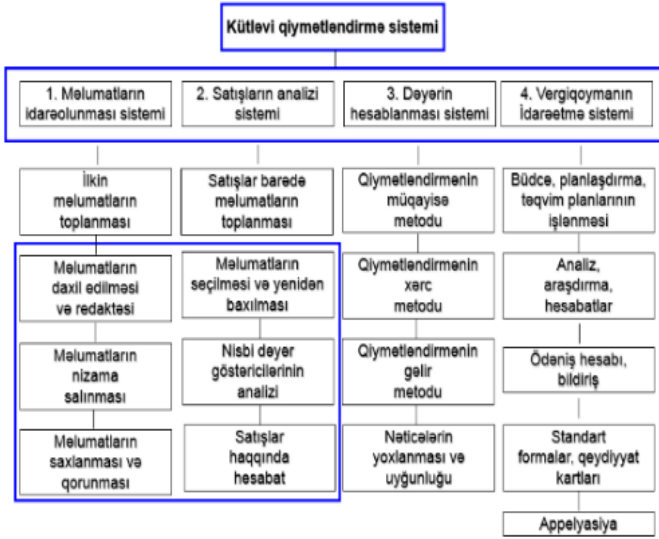 Kütləvi qiymətləndirmə sistemi
1. Məlumatların
idarəolunması sistemi
2. Satışların analizi
sistemi
3. Dəyərin
hesablanması sistemi
4. Vergiqoymanın
İdarəetmə sistemi
İlkin
məlumatların
toplanması
Satışlar barədə
məlumatların
toplanması
Qiymətləndirmənin
müqayisə
metodu
Büdcə, planlaşdırma,
təqvim planlarının
işlənməsi
Məlumatların
daxil edilməsi
və redaktəsi
Məlumatların
seçilməsi və yenidən
baxılması
Qiymətləndirmənin
xərc
metodu
Analiz,
araşdırma,
hesabatlar
Məlumatların
nizama
salınması
Nisbi dəyər
göstəricilərinin
analizi
Qiymətləndirmənin
gəlir
metodu
Ödəniş hesabı,
bildiriş
Məlumatların
saxlanması və
qorunması
Satışlar
haqqında
hesabat
Nəticələrin
yoxlanması və
uyğunluğu
Standart
formalar, qeydiyyat
kartları
Appelyasiya